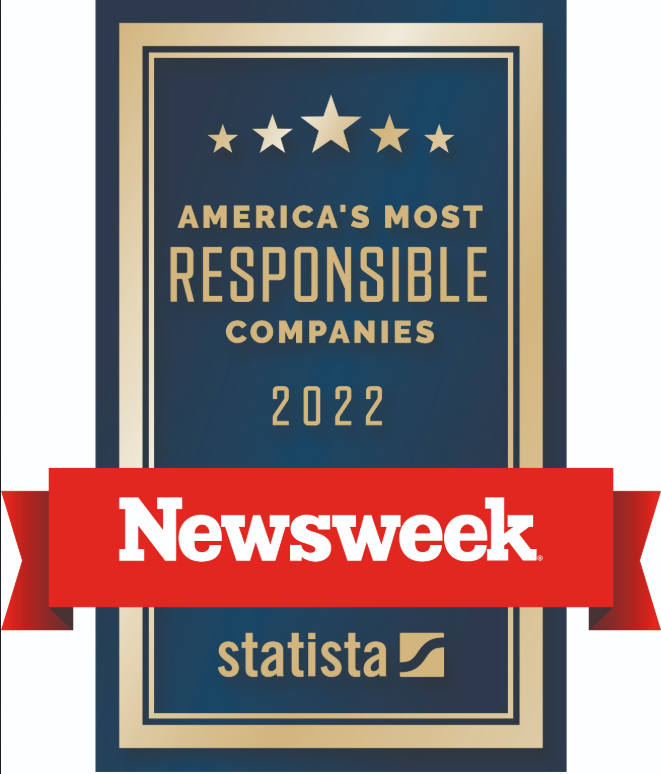 AMERICA'S MOST
RESPONSIBLE
COMPANIES
2022
Newsweek®
statista